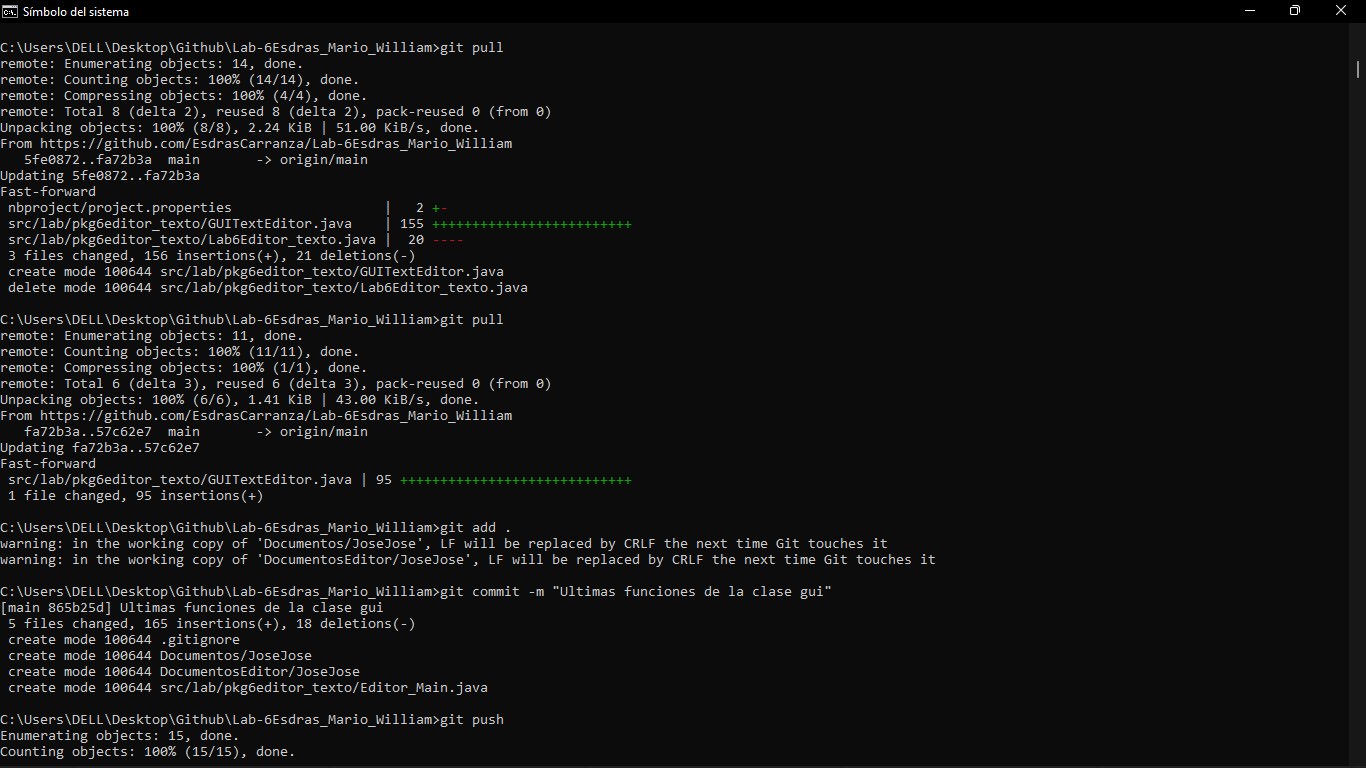 Símbolo del sistema
C:\Users\DELL\Desktop\Github\Lab-6Esdras_Mario_William>git pull
remote: Enumerating objects: 14, done.
remote: Counting objects: 100% (14/14), done.
remote: Compressing objects: 100% (4/4), done.
remote: Total 8 (delta 2), reused 8 (delta 2), pack-reused 0 (from 0)
Unpacking objects: 100% (8/8), 2.24 KiB | 51.00 KiB/s, done.
From https://github.com/EsdrasCarranza/Lab-6Esdras_Mario_William
   5fe0872..fa72b3a  main       -> origin/main
Updating 5fe0872..fa72b3a
Fast-forward
 nbproject/project.properties                   |   2 +-
 src/lab/pkg6editor_texto/GUITextEditor.java    | 155 +++++++++++++++++++++++++
 src/lab/pkg6editor_texto/Lab6Editor_texto.java |  20 ----
 3 files changed, 156 insertions(+), 21 deletions(-)
 create mode 100644 src/lab/pkg6editor_texto/GUITextEditor.java
 delete mode 100644 src/lab/pkg6editor_texto/Lab6Editor_texto.java
C:\Users\DELL\Desktop\Github\Lab-6Esdras_Mario_William>git pull
remote: Enumerating objects: 11, done.
remote: Counting objects: 100% (11/11), done.
remote: Compressing objects: 100% (1/1), done.
remote: Total 6 (delta 3), reused 6 (delta 3), pack-reused 0 (from 0)
Unpacking objects: 100% (6/6), 1.41 KiB | 43.00 KiB/s, done.
From https://github.com/EsdrasCarranza/Lab-6Esdras_Mario_William
   fa72b3a..57c62e7  main       -> origin/main
Updating fa72b3a..57c62e7
Fast-forward
 src/lab/pkg6editor_texto/GUITextEditor.java | 95 +++++++++++++++++++++++++++++
 1 file changed, 95 insertions(+)
C:\Users\DELL\Desktop\Github\Lab-6Esdras_Mario_William>git add .
warning: in the working copy of 'Documentos/JoseJose', LF will be replaced by CRLF the next time Git touches it
warning: in the working copy of 'DocumentosEditor/JoseJose', LF will be replaced by CRLF the next time Git touches it
C:\Users\DELL\Desktop\Github\Lab-6Esdras_Mario_William>git commit -m "Ultimas funciones de la clase gui"
[main 865b25d] Ultimas funciones de la clase gui
 5 files changed, 165 insertions(+), 18 deletions(-)
 create mode 100644 .gitignore
 create mode 100644 Documentos/JoseJose
 create mode 100644 DocumentosEditor/JoseJose
 create mode 100644 src/lab/pkg6editor_texto/Editor_Main.java
C:\Users\DELL\Desktop\Github\Lab-6Esdras_Mario_William>git push
Enumerating objects: 15, done.
Counting objects: 100% (15/15), done.